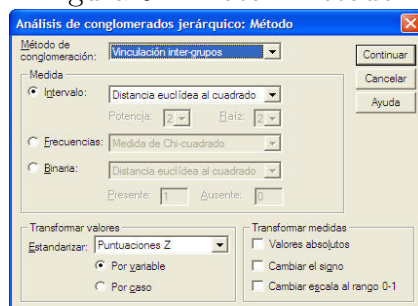 Análisis de conglomerados jerárquico: Método
Método de conglomeración: Vinculación inter-grupos
Continuar
Cancelar
Ayuda
Medida
Intervalo: Distancia euclídea al cuadrado
Potencia: 2 Raíz: 2
Frecuencias: Medida de Chi-cuadrado
Binaria: Distancia euclídea al cuadrado
Presente: 1 Ausente: 0
Transformar valores
Estandarizar: Puntuaciones Z
Por variable
Por caso
Transformar medidas
Valores absolutos
Cambiar el signo
Cambiar escala al rango 0-1